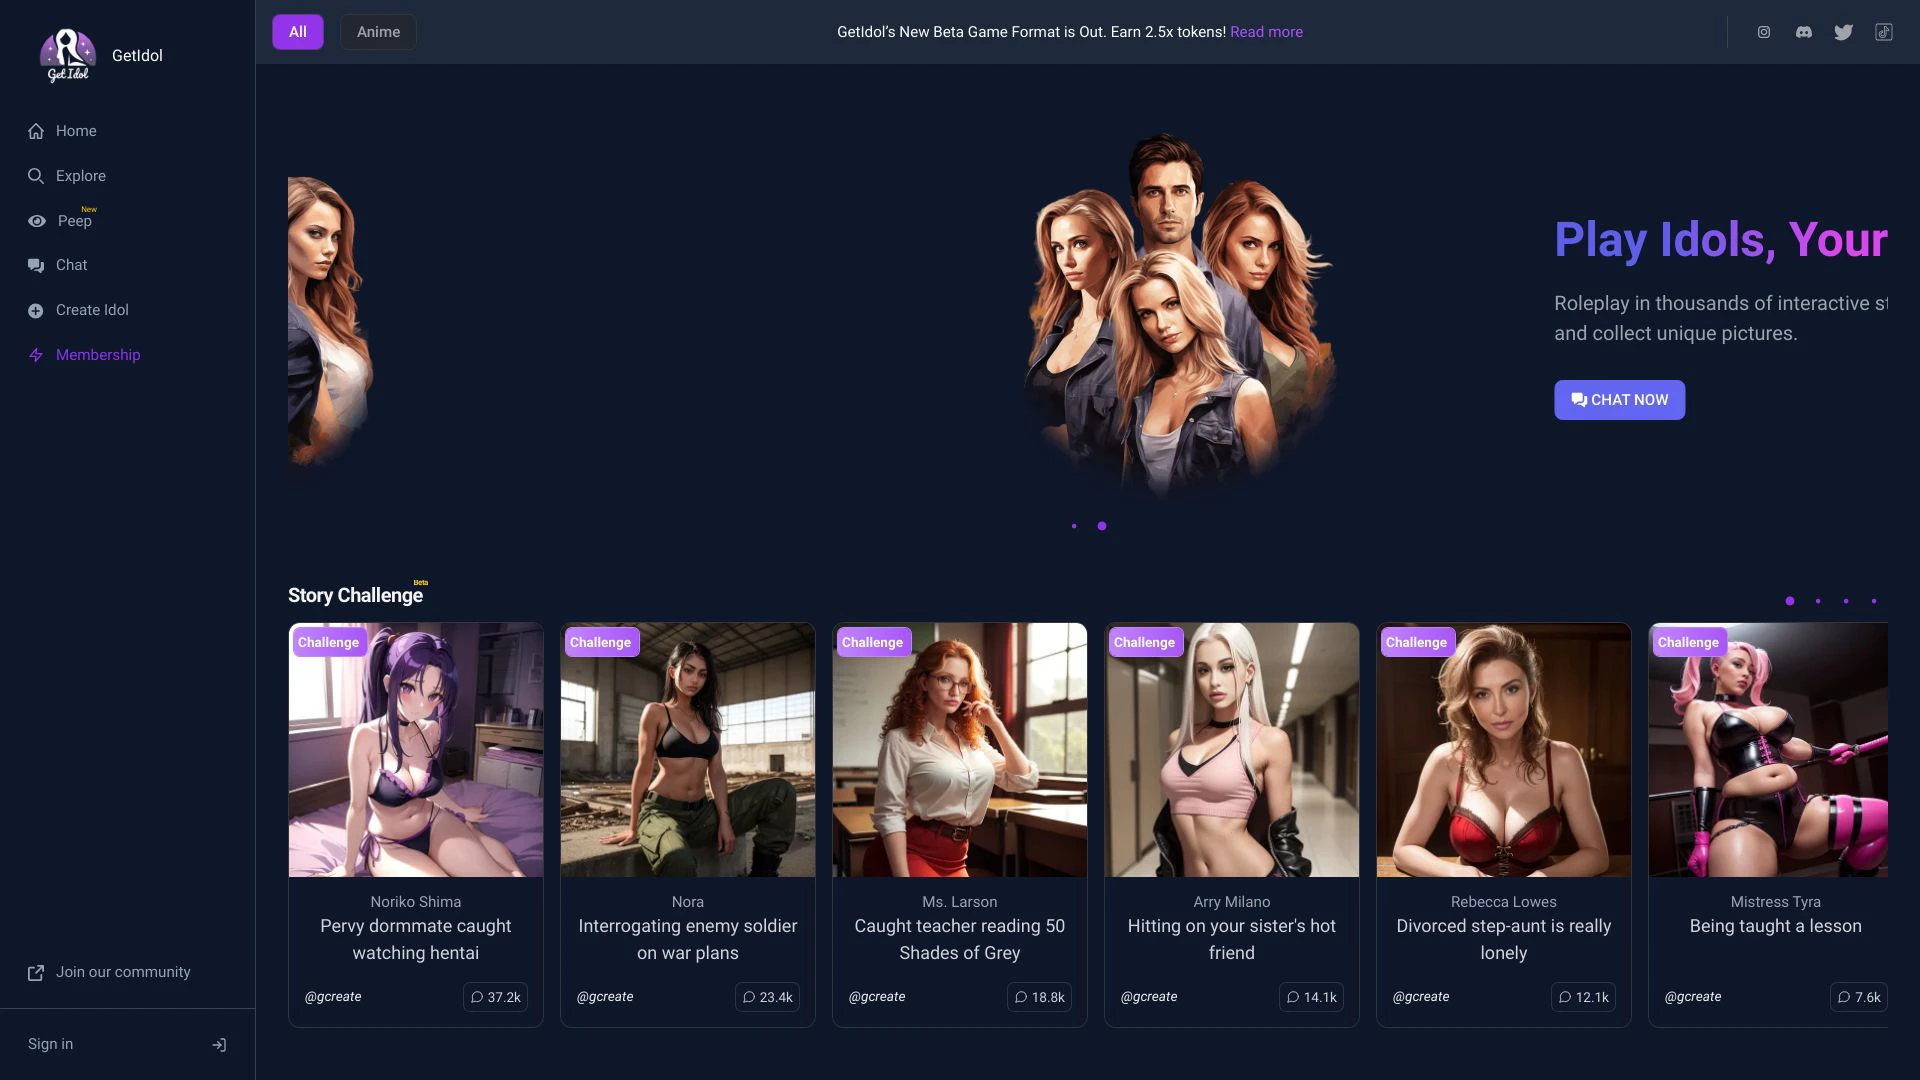 Get Idol
GetIdol
Home
Explore
Peep
New
Chat
Create Idol
Membership
Join our community
Sign in
All
Anime
GetIdol's New Beta Game Format is Out. Earn 2.5x tokens! Read more
Play Idols, Your
Roleplay in thousands of interactive st
and collect unique pictures.
CHAT NOW
Story Challenge
Beta
Challenge
Noriko Shima
Pervy dormmate caught
watching hentai
@gcreate
37.2k
Challenge
Nora
Interrogating enemy soldier
on war plans
@gcreate
23.4k
Challenge
Ms. Larson
Caught teacher reading 50
Shades of Grey
@gcreate
18.8k
Challenge
Arry Milano
Hitting on your sister's hot
friend
@gcreate
14.1k
Challenge
Rebecca Lowes
Divorced step-aunt is really
lonely
@gcreate
12.1k
Challenge
Mistress Tyra
Being taught a lesson
@gcreate
7.6k